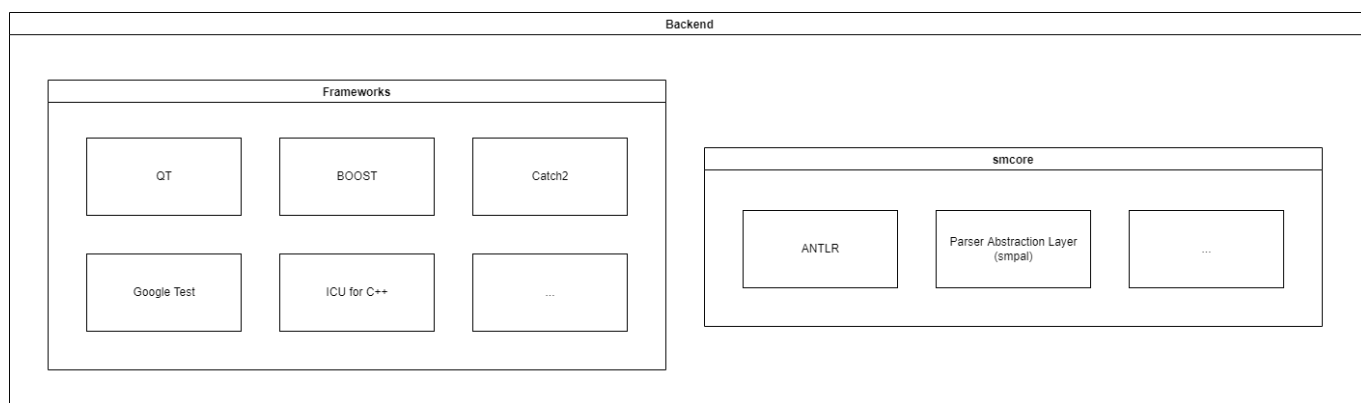 Backend
Frameworks
QT
BOOST
Catch2
Google Test
ICU for C++
...
smcore
ANTLR
Parser Abstraction Layer
(smpal)
...